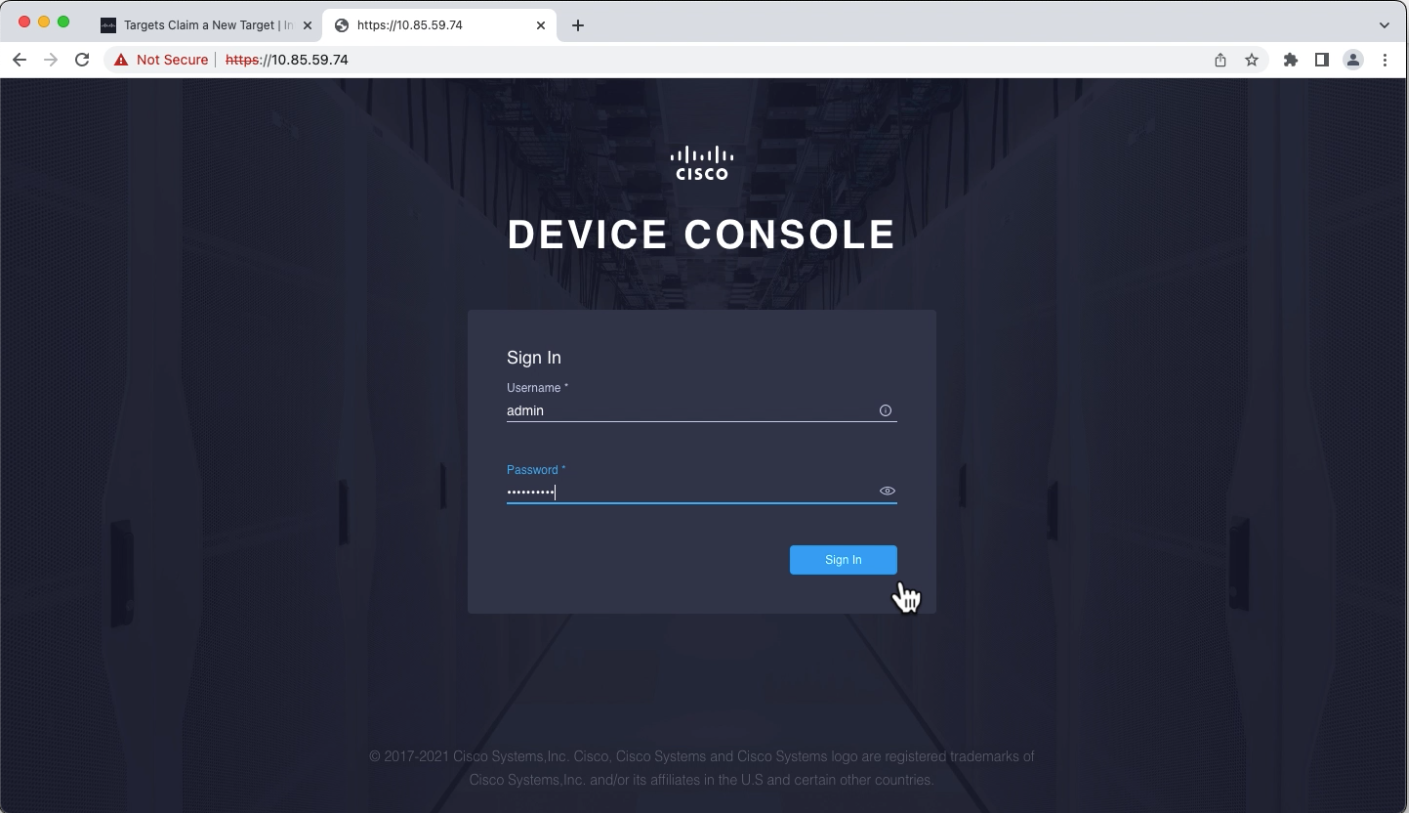 Targets Claim a New Target | In
https://10.85.59.74
Not Secure
https://10.85.59.74
CISCO
DEVICE CONSOLE
Sign In
Username *
admin
Password *
••••••••••
Sign In
© 2017-2021 Cisco Systems,Inc. Cisco, Cisco Systems and Cisco Systems logo are registered trademarks of
Cisco Systems,Inc. and/or its affiliates in the U.S and certain other countries.